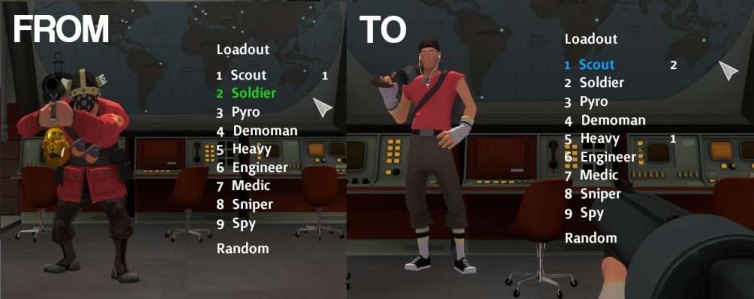 FROM
Loadout
1 Scout 1
2 Soldier
3 Pyro
4 Demoman
5 Heavy
6 Engineer
7 Medic
8 Sniper
9 Spy
Random
TO
Loadout
1 Scout 2
2 Soldier
3 Pyro
4 Demoman
5 Heavy 1
6 Engineer
7 Medic
8 Sniper
9 Spy
Random